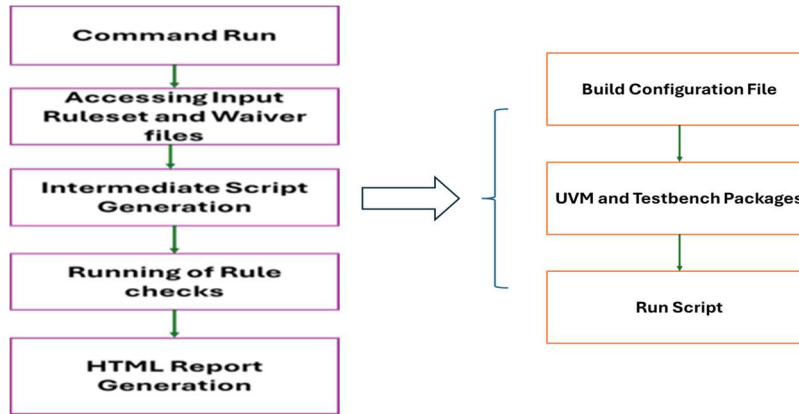 Command Run
Accessing Input
Ruleset and Waiver
files
Intermediate Script
Generation
Running of Rule
checks
HTML Report
Generation
Build Configuration File
UVM and Testbench Packages
Run Script